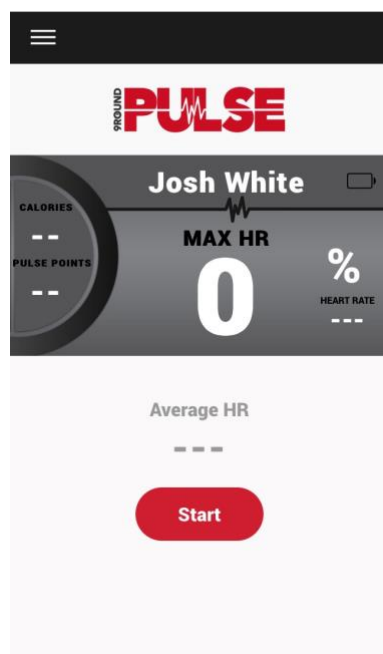 9ROUND
PULSE
Josh White
CALORIES
--
PULSE POINTS
--
MAX HR
0
%
HEART RATE
---
Average HR
---
Start